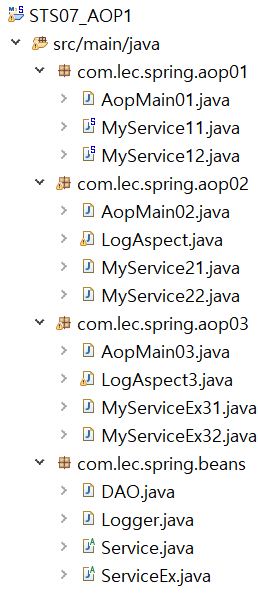 STS07_AOP1
src/main/java
com.lec.spring.aop01
AopMain01.java
MyService11.java
MyService12.java
com.lec.spring.aop02
AopMain02.java
LogAspect.java
MyService21.java
MyService22.java
com.lec.spring.aop03
AopMain03.java
LogAspect3.java
MyServiceEx31.java
MyServiceEx32.java
com.lec.spring.beans
DAO.java
Logger.java
Service.java
ServiceEx.java